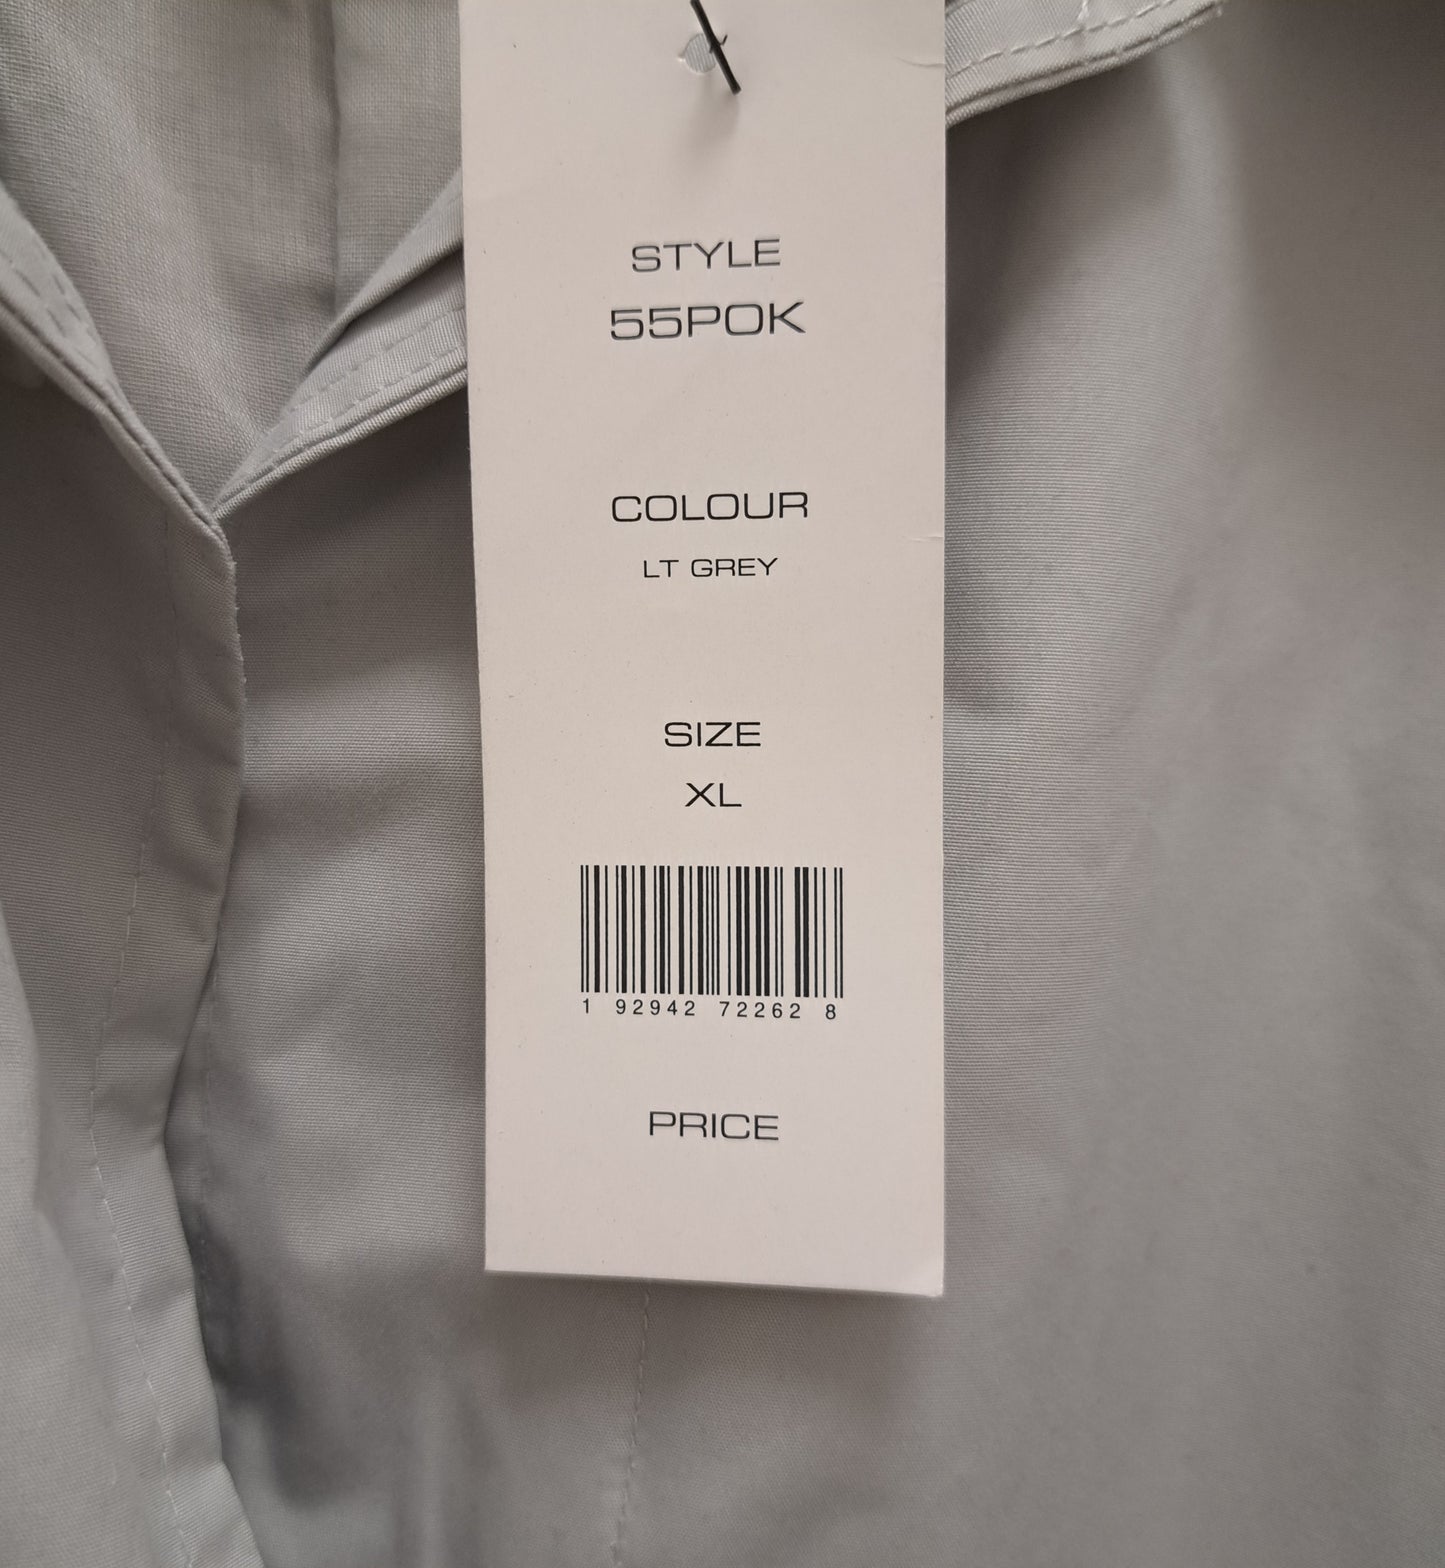 STYLE
55POK
COLOUR
LT GREY
SIZE
XL
1 92942 72262 8
PRICE